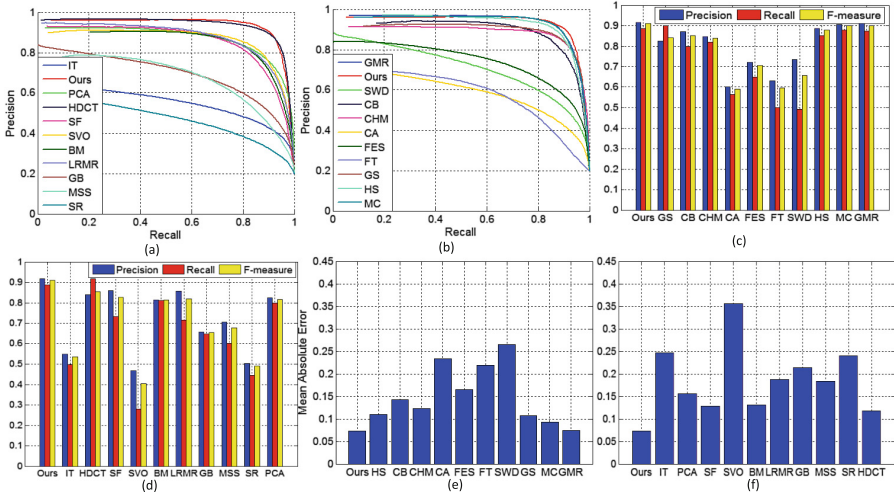 Precision
1
0.8
0.6
0.4
0.2
0
0.2
0.4
0.6
0.8
1
Recall
IT
Ours
PCA
HDCT
SF
SVO
BM
LRMR
GB
MSS
SR
(a)
Precision
1
0.8
0.6
0.4
0.2
0
0.2
0.4
0.6
0.8
1
Recall
GMR
Ours
SWD
CB
CHM
CA
FES
FT
GS
HS
MC
(b)
Precision Recall F-measure
1
0.9
0.8
0.7
0.6
0.5
0.4
0.3
0.2
0.1
0
Ours GS CB CHM CA FES FT SWD HS MC GMR
(c)
Precision Recall F-measure
1
0.9
0.8
0.7
0.6
0.5
0.4
0.3
0.2
0.1
0
Ours IT HDCT SF SVO BM LRMR GB MSS SR PCA
(d)
Mean Absolute Error
0.45
0.4
0.35
0.3
0.25
0.2
0.15
0.1
0.05
0
Ours HS CB CHM CA FES FT SWD GS MC GMR
(e)
0.45
0.4
0.35
0.3
0.25
0.2
0.15
0.1
0.05
0
Ours IT PCA SF SVO BM LRMR GB MSS SR HDCT
(f)